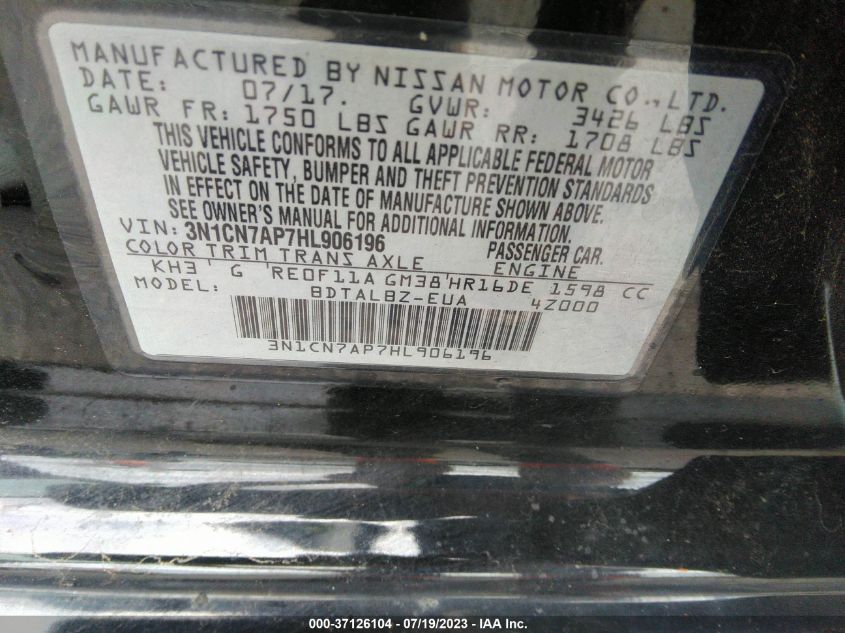 MANUFACTURED BY NISSAN MOTOR CO., LTD.
DATE: 07/17. GVWR: 3426 LBS
GAWR FR: 1750 LBS GAWR RR: 1708 LBS
THIS VEHICLE CONFORMS TO ALL APPLICABLE FEDERAL MOTOR
VEHICLE SAFETY, BUMPER AND THEFT PREVENTION STANDARDS
IN EFFECT ON THE DATE OF MANUFACTURE SHOWN ABOVE.
SEE OWNER'S MANUAL FOR ADDITIONAL INFORMATION.
VIN: 3N1CN7AP7HL906196 PASSENGER CAR.
COLOR TRIM TRANS AXLE ENGINE
KH3 G RE0F11A GM38 HR16DE 1598 CC
MODEL: BDTALBZ-EUA 4Z000
3N1CN7AP7HL906196
000-37126104 - 07/19/2023 - IAA Inc.